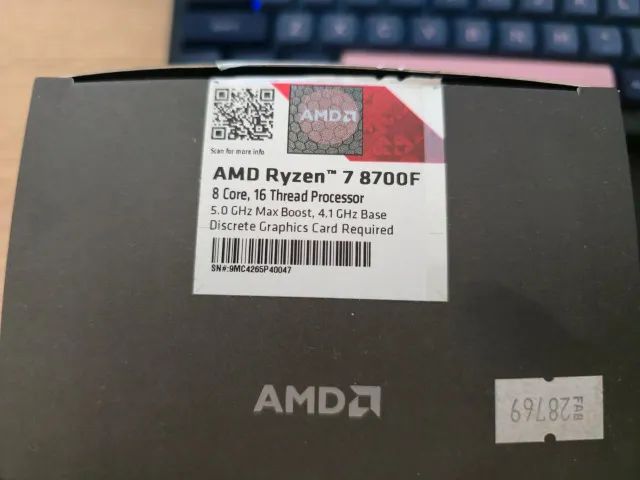 AMD
Scan for more info
AMD Ryzen™ 7 8700F
8 Core, 16 Thread Processor
5.0 GHz Max Boost, 4.1 GHz Base
Discrete Graphics Card Required
SN#:9MC4265P40047
AMD
FAB
28769